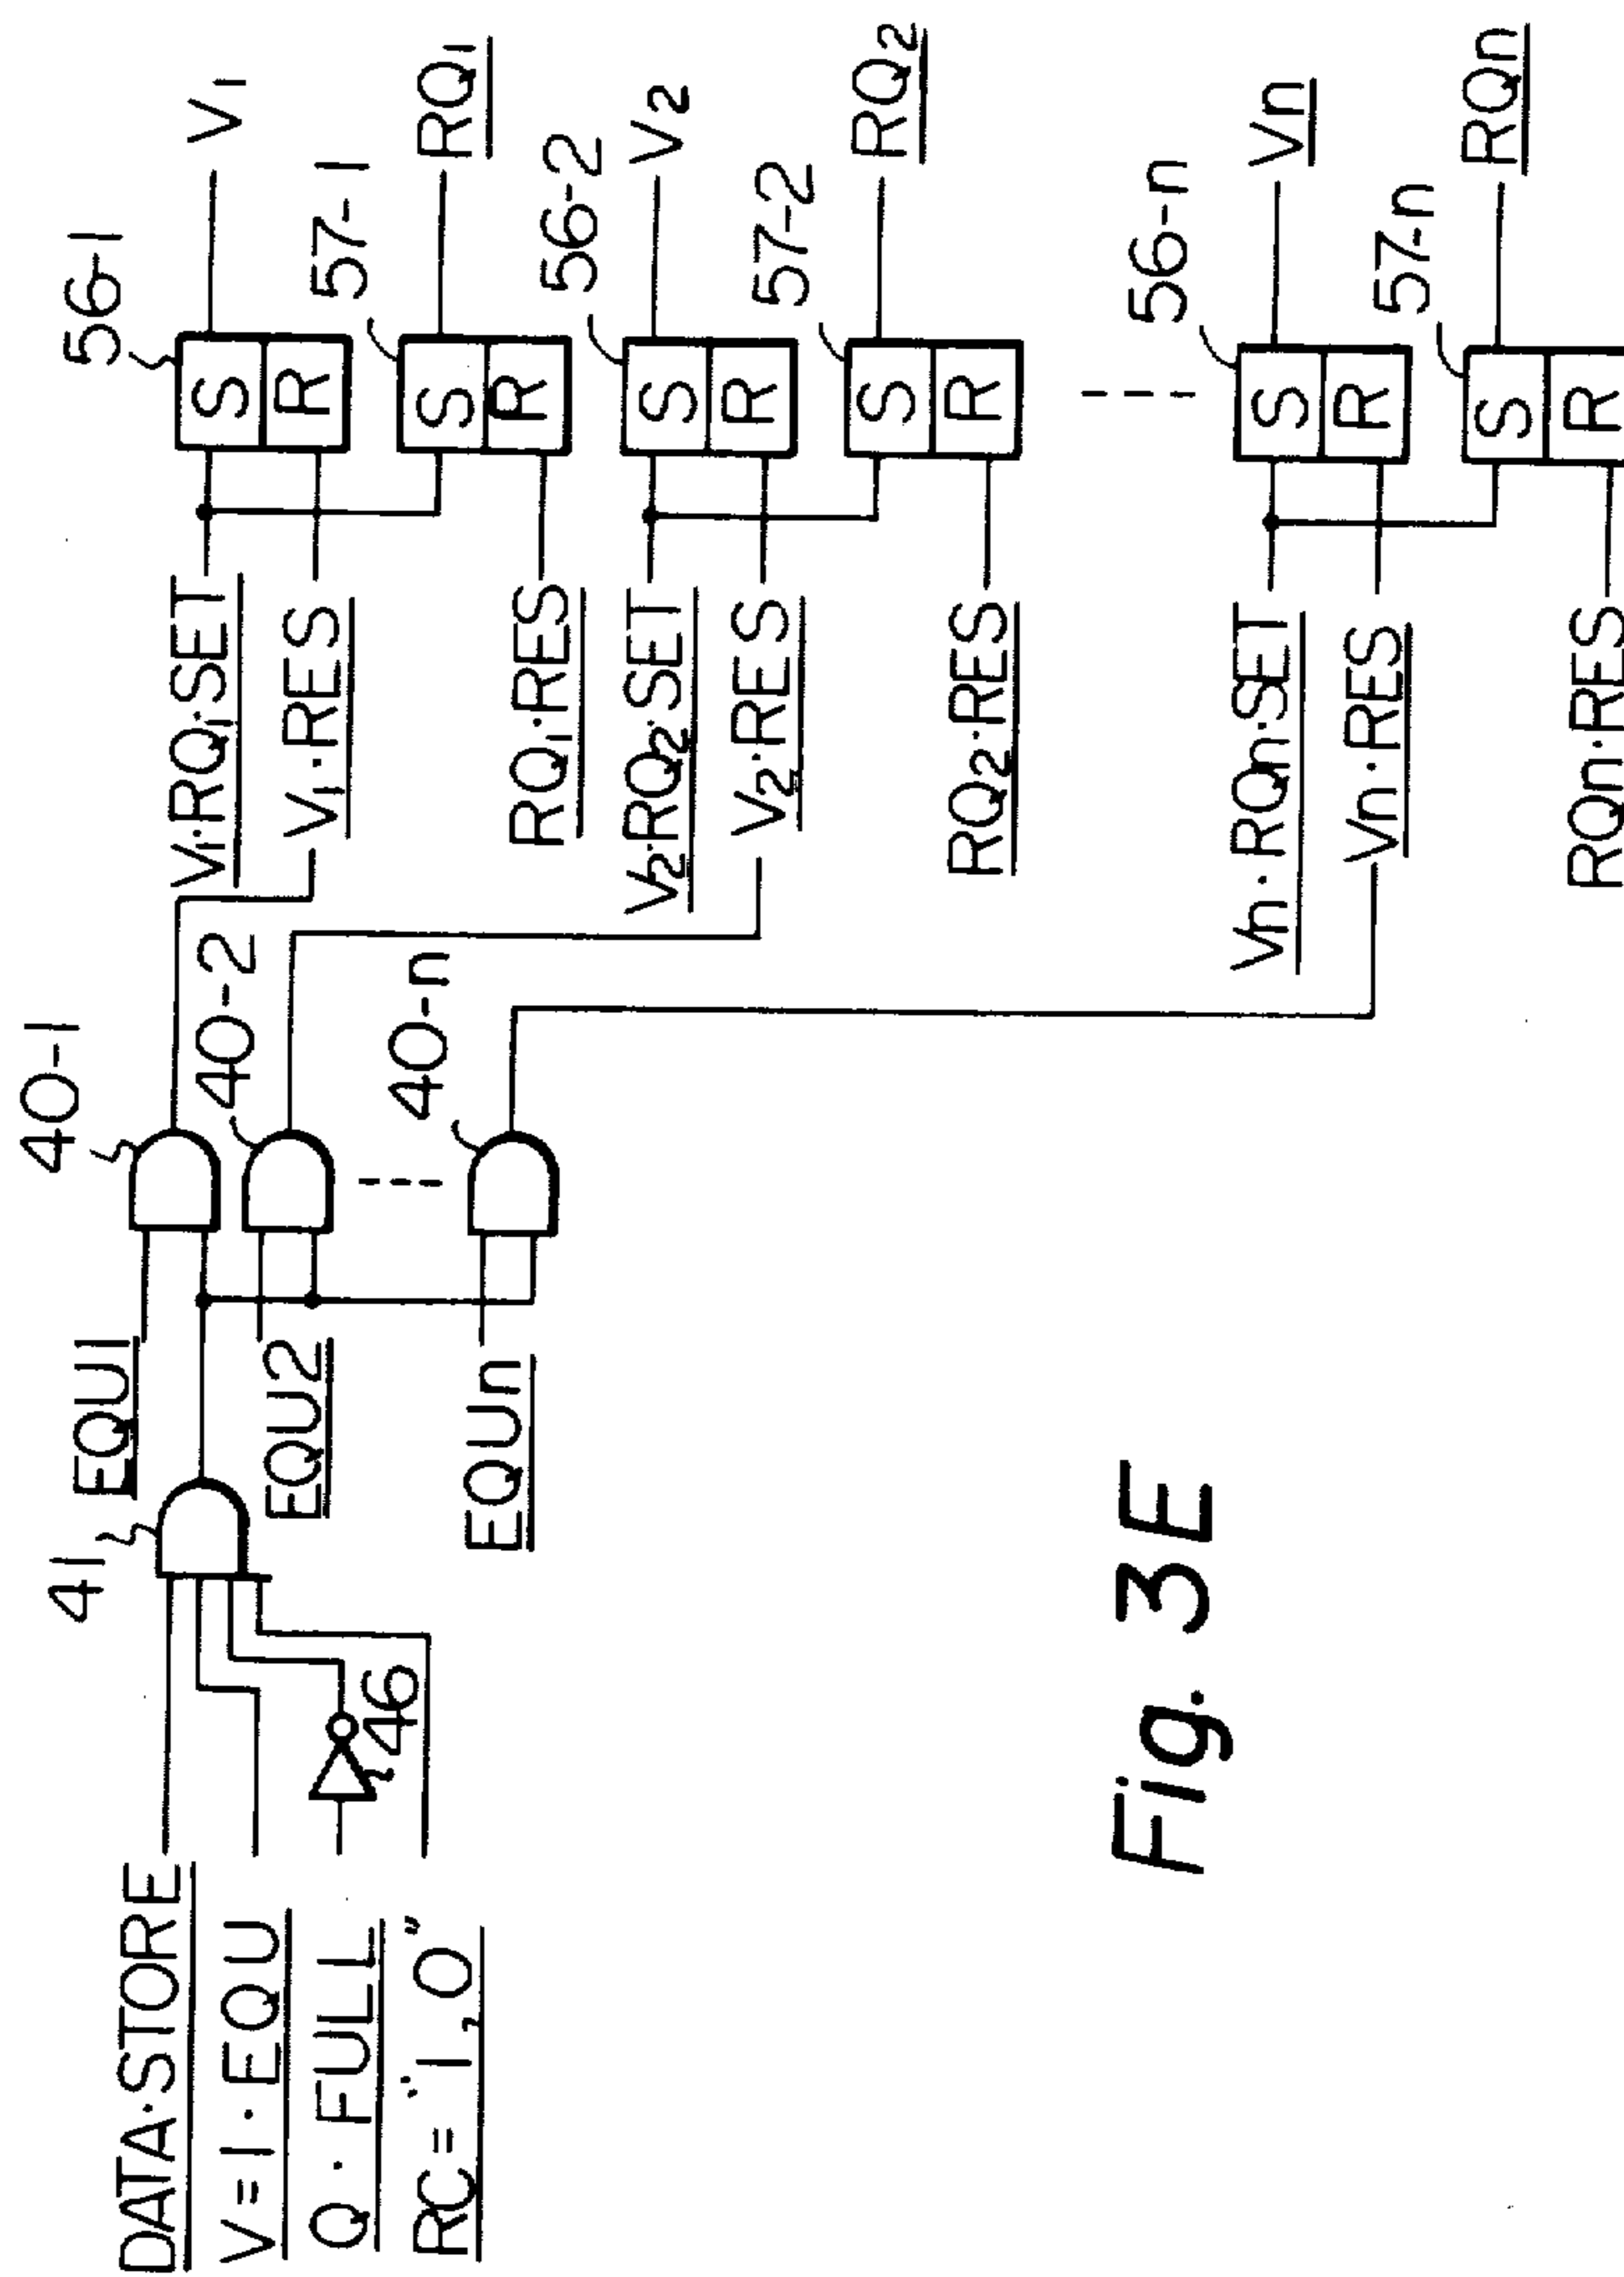 40-1
40-2
40-n
41
46
EQU1
EQU2
EQUn
DATA·STORE
V=1·EQU
Q·FULL
RC="1,0"
56-1
V1
V1·RQ1·SET
S
V1·RES
R
57-1
RQ1
S
RQ1·RES
R
56-2
V2
V2·RQ2·SET
S
V2·RES
R
57-2
RQ2
S
RQ2·RES
R
56-n
Vn
Vn·RQn·SET
S
Vn·RES
R
57-n
RQn
S
RQn·RES
R
Fig. 3E